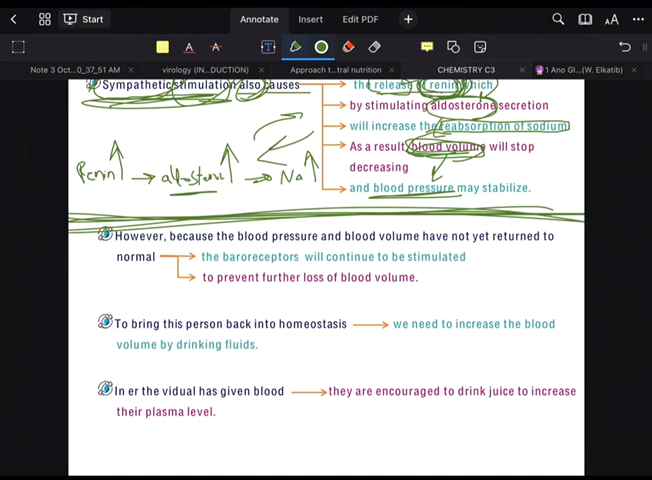 Start
Annotate
Insert
Edit PDF
Note 3 Oct...0_37_51 AM
virology (IN...DUCTION)
Approach t...tral nutrition
CHEMISTRY C3
1 Ano Gl...(W. Elkatib)
Sympathetic stimulation also causes
the release of renin which
by stimulating aldosterone secretion
will increase the reabsorption of sodium
As a result blood volume will stop
decreasing
and blood pressure may stabilize.
Renin
Na
However, because the blood pressure and blood volume have not yet returned to
normal
the baroreceptors will continue to be stimulated
to prevent further loss of blood volume.
To bring this person back into homeostasis
we need to increase the blood
volume by drinking fluids.
In er the vidual has given blood
they are encouraged to drink juice to increase
their plasma level.